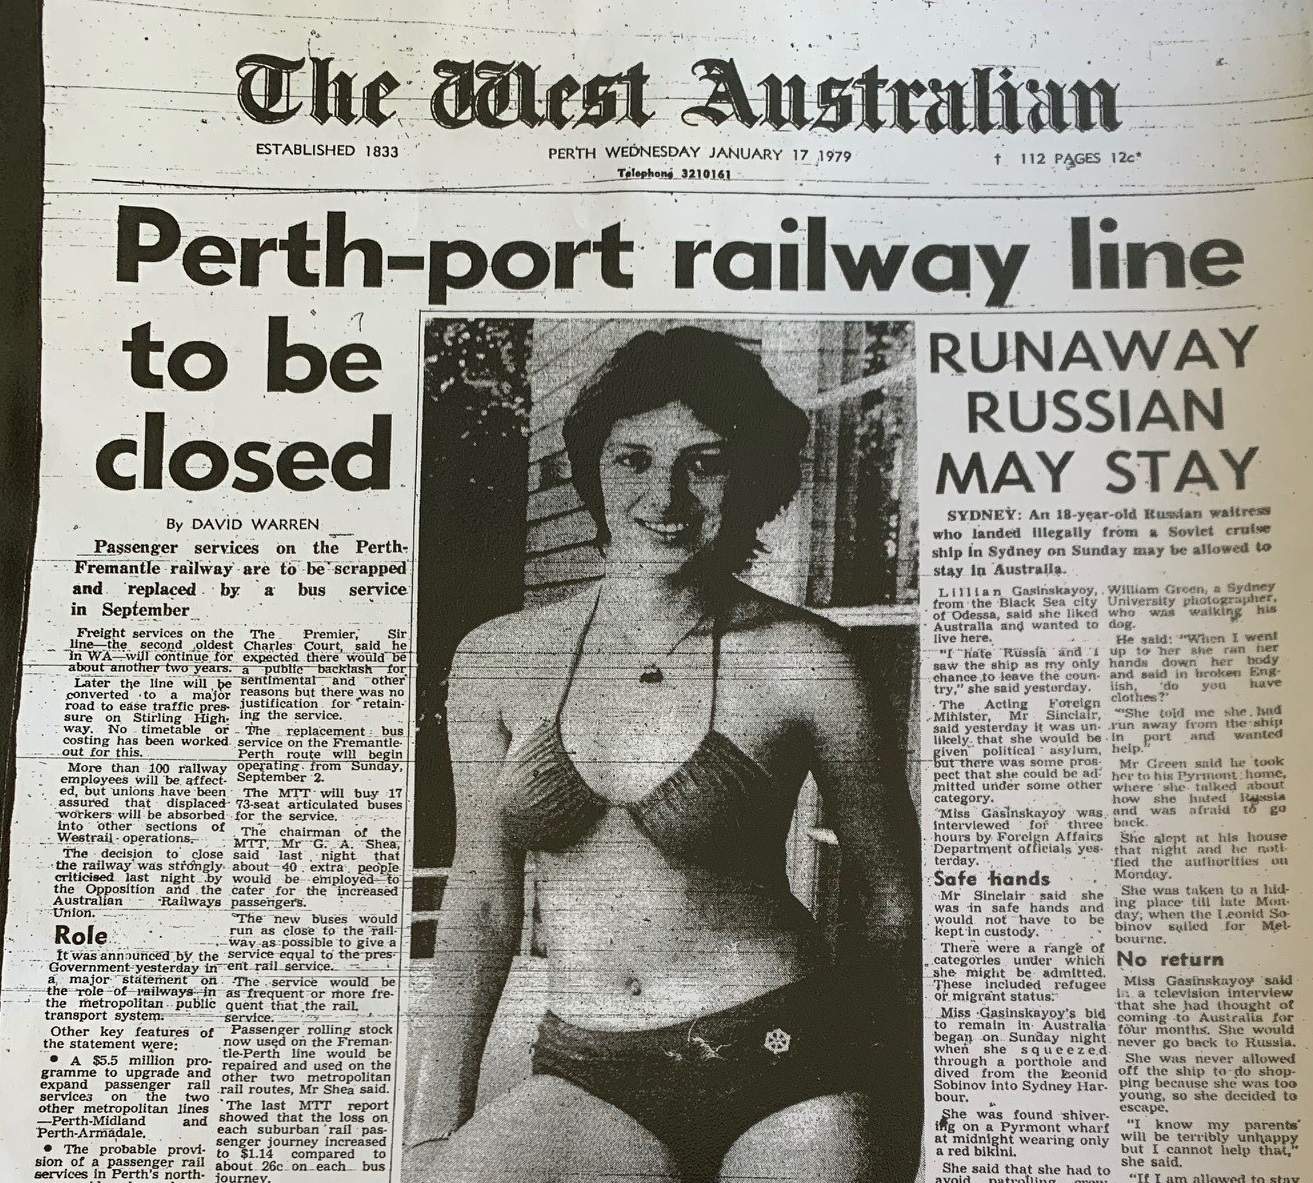 The West Australian
ESTABLISHED 1833
PERTH WEDNESDAY JANUARY 17 1979
† 112 PAGES 12c*
Telephone 3210161
Perth-port railway line
to be
closed
By DAVID WARREN
Passenger services on the Perth-
Fremantle railway are to be scrapped
and replaced by a bus service
in September
Freight services on the
line—the second oldest
in WA—will continue for
about another two years.
Later the line will be
converted to a major
road to ease traffic pres-
sure on Stirling High-
way. No timetable or
costing has been worked
out for this.
More than 100 railway
employees will be affect-
ed, but unions have been
assured that displaced
workers will be absorbed
into other sections of
Westrail operations.
The decision to close
the railway was strongly
criticised last night by
the Opposition and the
Australian Railways
Union.
Role
It was announced by the
Government yesterday in
a major statement on
the role of railways in
the metropolitan public
transport system.
Other key features of
the statement were:
• A $5.5 million pro-
gramme to upgrade and
expand passenger rail
services on the two
other metropolitan lines
—Perth-Midland and
Perth-Armadale.
• The probable provi-
sion of a passenger rail
services in Perth's north-
The Premier, Sir
Charles Court, said he
expected there would be
a public backlash for
sentimental and other
reasons but there was no
justification for retain-
ing the service.
The replacement bus
service on the Fremantle-
Perth route will begin
operating from Sunday,
September 2.
The MTT will buy 17
73-seat articulated buses
for the service.
The chairman of the
MTT, Mr G. A. Shea,
said last night that
about 40 extra people
would be employed to
cater for the increased
passengers.
"The new buses would
run as close to the rail-
way as possible to give a
service equal to the pres-
ent rail service.
"The service would be
as frequent or more fre-
quent that the rail
service.
Passenger rolling stock
now used on the Freman-
tle-Perth line would be
repaired and used on the
other two metropolitan
rail routes, Mr Shea said.
The last MTT report
showed that the loss on
each suburban rail pas-
senger journey increased
to $1.14 compared to
about 26c on each bus
journey.
RUNAWAY
RUSSIAN
MAY STAY
SYDNEY: An 18-year-old Russian waitress
who landed illegally from a Soviet cruise
ship in Sydney on Sunday may be allowed to
stay in Australia.
Lillian Gasinskayoy,
from the Black Sea city
of Odessa, said she liked
Australia and wanted to
live here.
"I hate Russia and I
saw the ship as my only
chance to leave the coun-
try," she said yesterday.
The Acting Foreign
Minister, Mr Sinclair,
said yesterday it was un-
likely that she would be
given political asylum,
but there was some pros-
pect that she could be ad-
mitted under some other
category.
Miss Gasinskayoy was
interviewed for three
hours by Foreign Affairs
Department officials yes-
terday.
Safe hands
Mr Sinclair said she
was in safe hands and
would not have to be
kept in custody.
There were a range of
categories under which
she might be admitted.
These included refugee
or migrant status.
Miss Gasinskayoy's bid
to remain in Australia
began on Sunday night
when she squeezed
through a porthole and
dived from the Leonid
Sobinov into Sydney Har-
bour.
She was found shiver-
ing on a Pyrmont wharf
at midnight wearing only
a red bikini.
She said that she had to
avoid patrolling crew
William Green, a Sydney
University photographer,
who was walking his
dog.
He said: "When I went
up to her she ran her
hands down her body
and said in broken Eng-
lish, 'do you have
clothes?'
"She told me she had
run away from the ship
in port and wanted
help."
Mr Green said he took
her to his Pyrmont home,
where she talked about
how she hated Russia
and was afraid to go
back.
She slept at his house
that night and he noti-
fied the authorities on
Monday.
She was taken to a hid-
ing place till late Mon-
day, when the Leonid So-
binov sailed for Mel-
bourne.
No return
Miss Gasinskayoy said
in a television interview
that she had thought of
coming to Australia for
four months. She would
never go back to Russia.
She was never allowed
off the ship to do shop-
ping because she was too
young, so she decided to
escape.
"I know my parents
will be terribly unhappy
but I cannot help that,"
she said.
"If I am allowed to stay